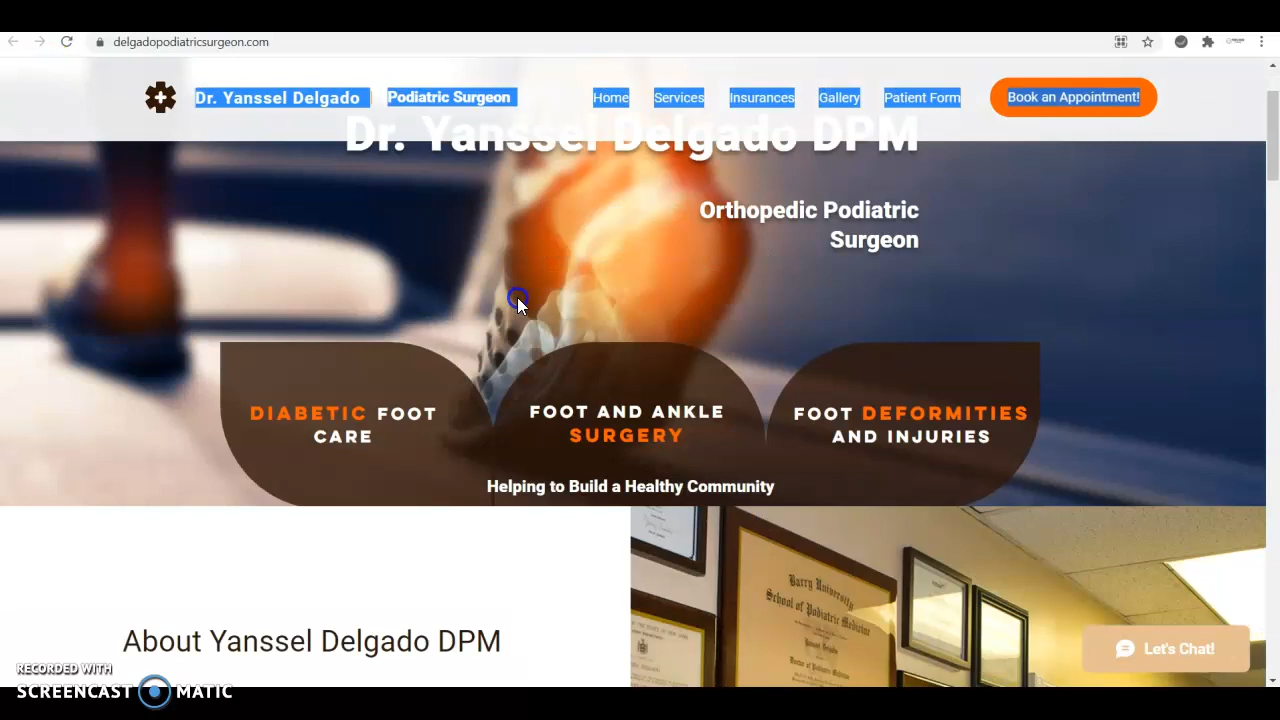 delgadopodiatricsurgeon.com
Dr. Yanssel Delgado | Podiatric Surgeon Home Services Insurances Gallery Patient Form Book an Appointment!
Dr. Yanssel Delgado DPM
Orthopedic Podiatric
Surgeon
DIABETIC FOOT
CARE
FOOT AND ANKLE
SURGERY
FOOT DEFORMITIES
AND INJURIES
Helping to Build a Healthy Community
Barry University
School of Podiatric Medicine
About Yanssel Delgado DPM
Let's Chat!
RECORDED WITH
SCREENCAST MATIC